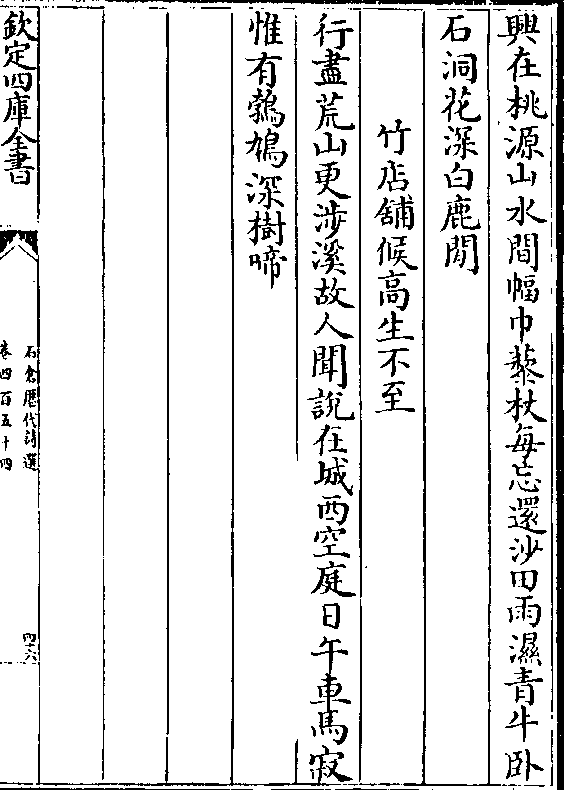 興在桃源山水間幅巾藜杖每忘還沙田雨濕青牛卧
石洞花深白鹿閒
竹店舖候高生不至
行盡荒山更涉溪故人聞說在城西空庭日午車馬寂
惟有鵓鳩深樹啼
欽定四庫全書
石倉歷代詩選
卷四百五十四
四六